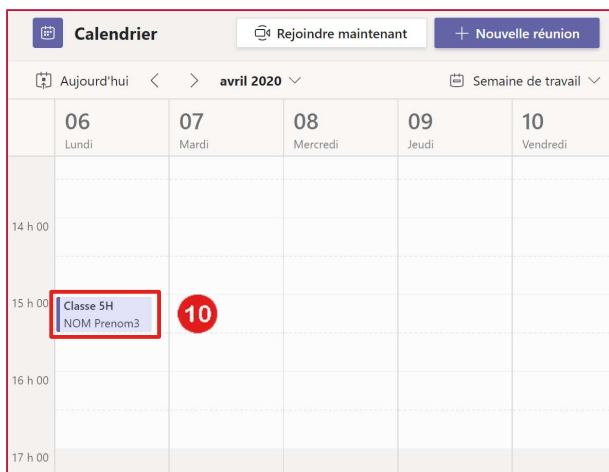 Calendrier
Rejoindre maintenant
+ Nouvelle réunion
Aujourd'hui < > avril 2020
Semaine de travail
06 07 08 09 10
Lundi Mardi Mercredi Jeudi Vendredi
14 h 00
15 h 00
Classe 5H
NOM Prenom3
10
16 h 00
17 h 00